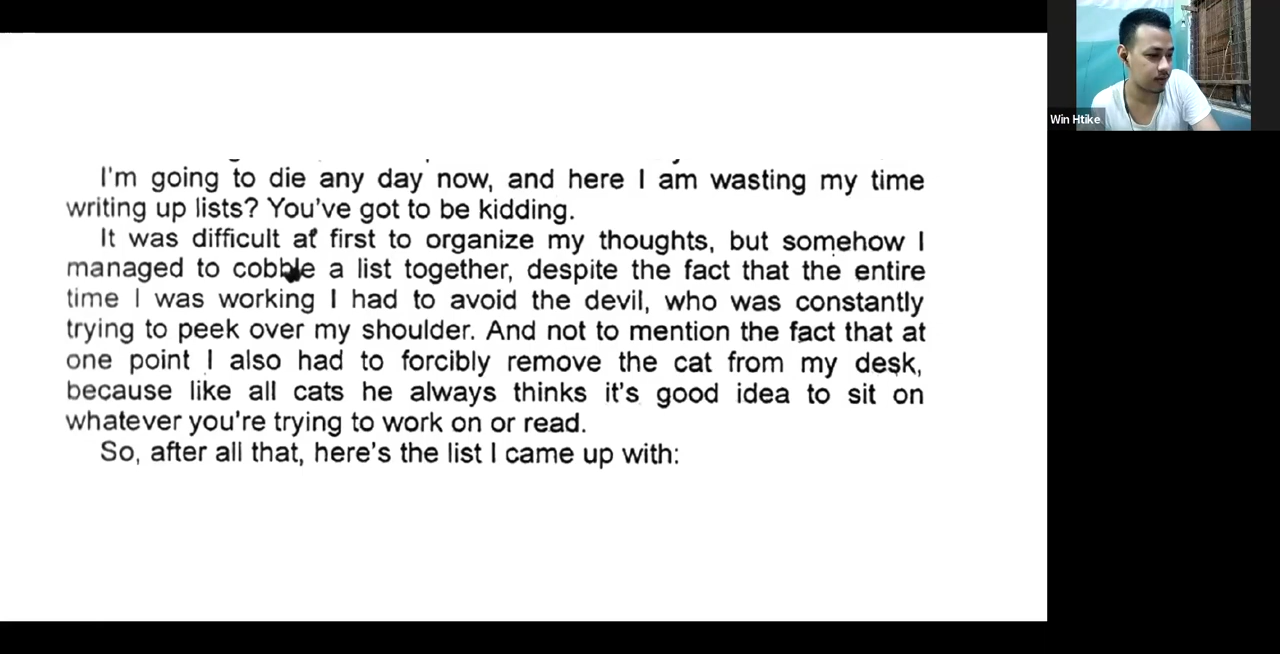 I'm going to die any day now, and here I am wasting my time
writing up lists? You've got to be kidding.
It was difficult at first to organize my thoughts, but somehow I
managed to cobble a list together, despite the fact that the entire
time I was working I had to avoid the devil, who was constantly
trying to peek over my shoulder. And not to mention the fact that at
one point I also had to forcibly remove the cat from my desk,
because like all cats he always thinks it's good idea to sit on
whatever you're trying to work on or read.
So, after all that, here's the list I came up with:
Win Htike